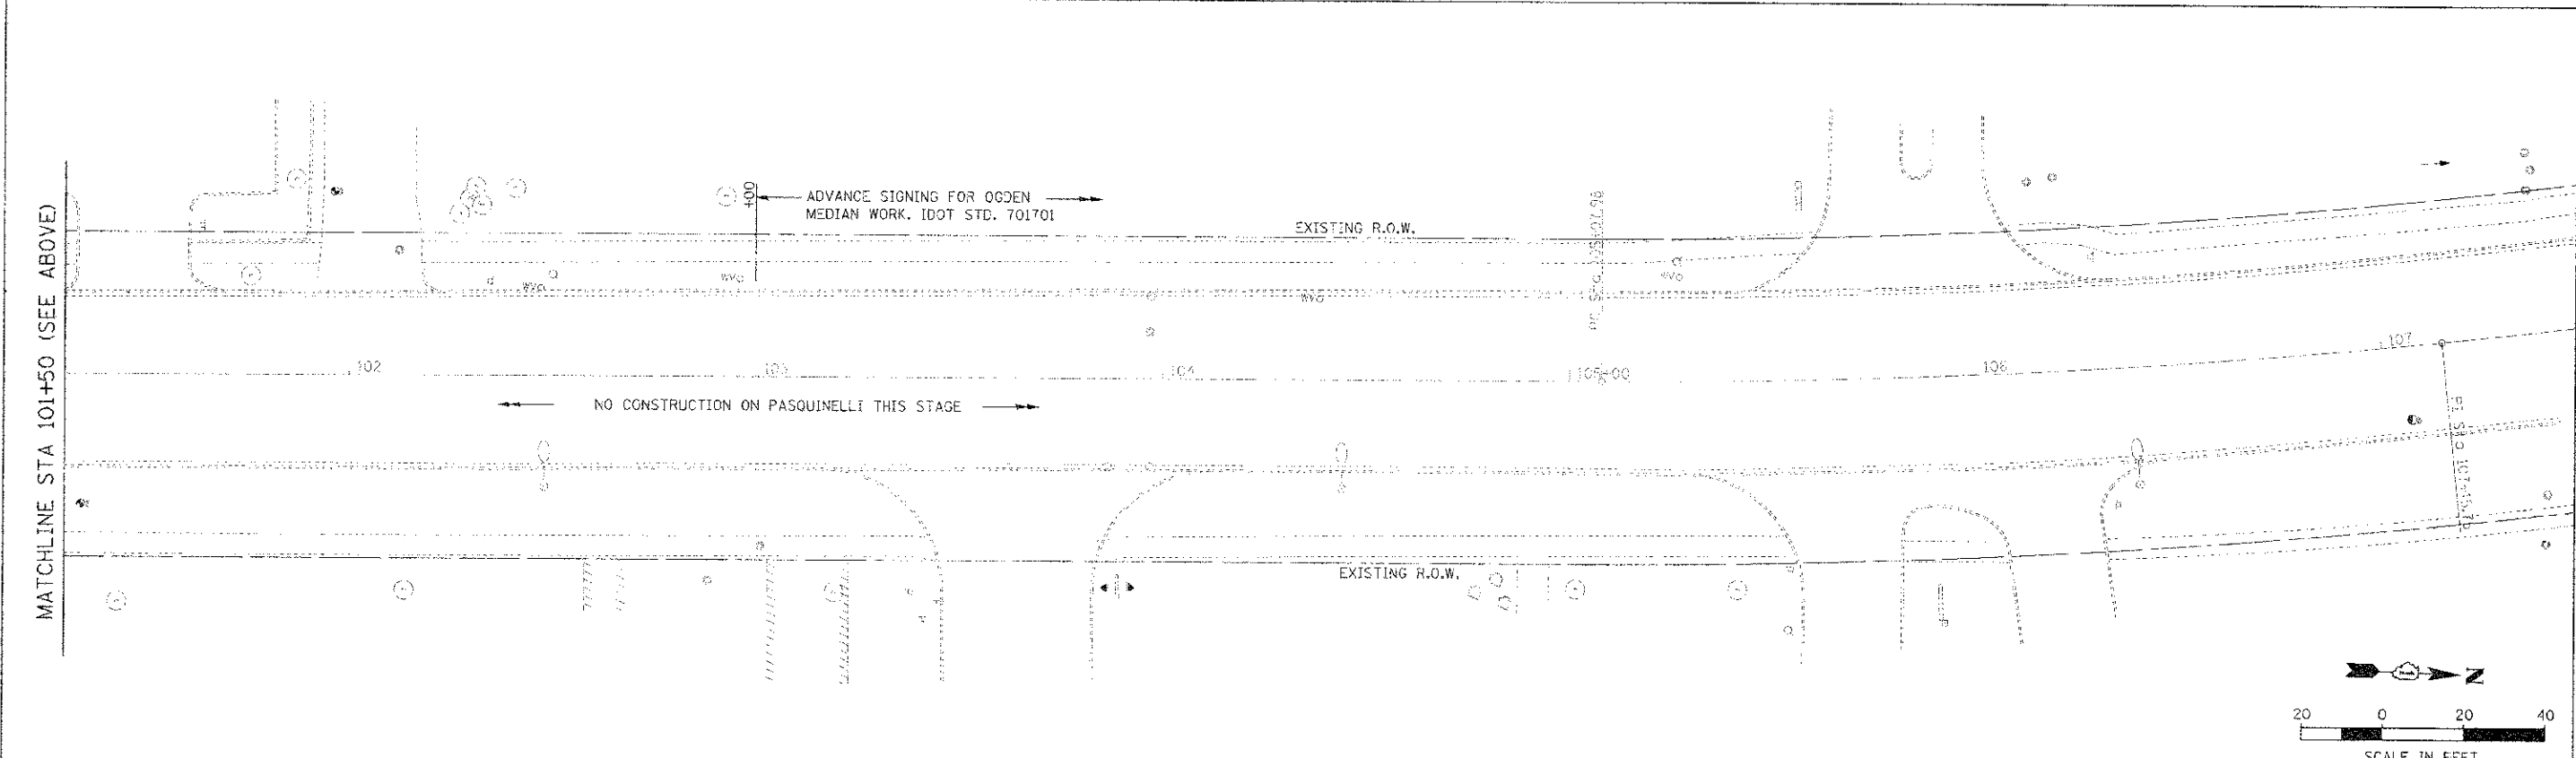 MATCHLINE STA 101+50 (SEE ABOVE)
+00
ADVANCE SIGNING FOR OGDEN
MEDIAN WORK. IDOT STD. 701701
EXISTING R.O.W.
102
103
104
105+00
106
107
NO CONSTRUCTION ON PASQUINELLI THIS STAGE
EXISTING R.O.W.
N
20 0 20 40
SCALE IN FEET